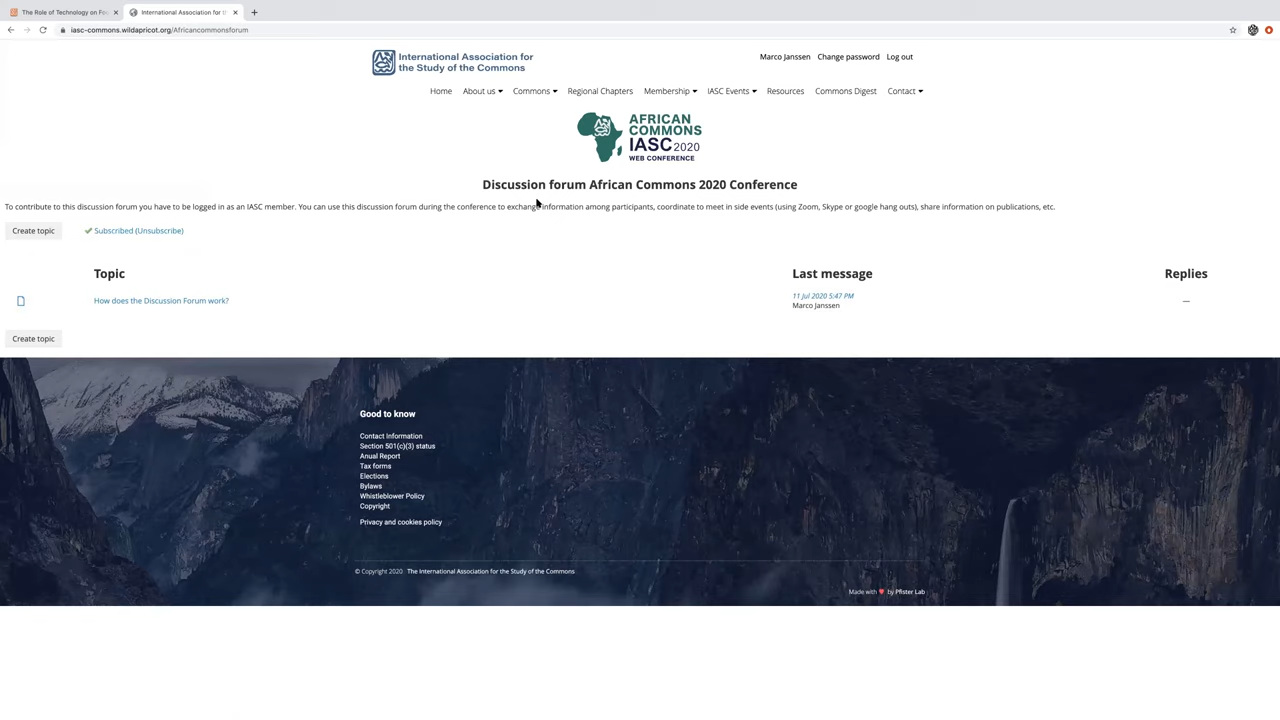 The Role of Technology on Fo
International Association for t
iasc-commons.wildapricot.org/Africancommonsforum
International Association for
the Study of the Commons
Marco Janssen Change password Log out
Home About us Commons Regional Chapters Membership IASC Events Resources Commons Digest Contact
AFRICAN
COMMONS
IASC 2020
WEB CONFERENCE
Discussion forum African Commons 2020 Conference
To contribute to this discussion forum you have to be logged in as an IASC member. You can use this discussion forum during the conference to exchange information among participants, coordinate to meet in side events (using Zoom, Skype or google hang outs), share information on publications, etc.
Create topic Subscribed (Unsubscribe)
Topic Last message Replies
How does the Discussion Forum work? 11 Jul 2020 5:47 PM —
Marco Janssen
Create topic
Good to know
Contact Information
Section 501(c)(3) status
Anual Report
Tax forms
Elections
Bylaws
Whistleblower Policy
Copyright
Privacy and cookies policy
© Copyright 2020 The International Association for the Study of the Commons
Made with ♥ by Pfister Lab